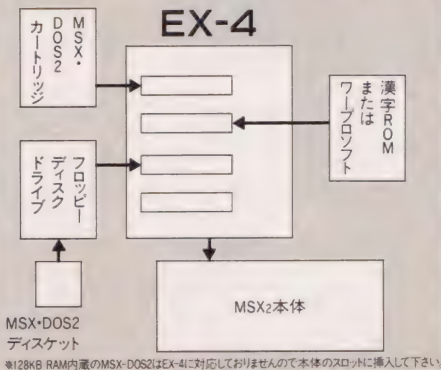 EX-4
MSX・
DOS2
カートリッジ
フロッピー
ディスク
ドライブ
漢字ROM
または
ワープロソフト
MSX・DOS2
ディスケット
MSX2本体
※128KB RAM内蔵のMSX-DOS2はEX-4に対応しておりませんので本体のスロットに挿入して下さい。